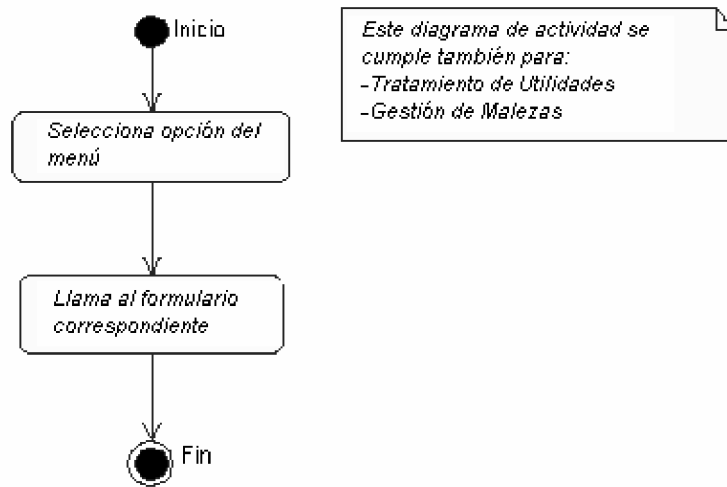 Inicio
Selecciona opción del
menú
Llama al formulario
correspondiente
Fin
Este diagrama de actividad se
cumple también para:
-Tratamiento de Utilidades
-Gestión de Malezas